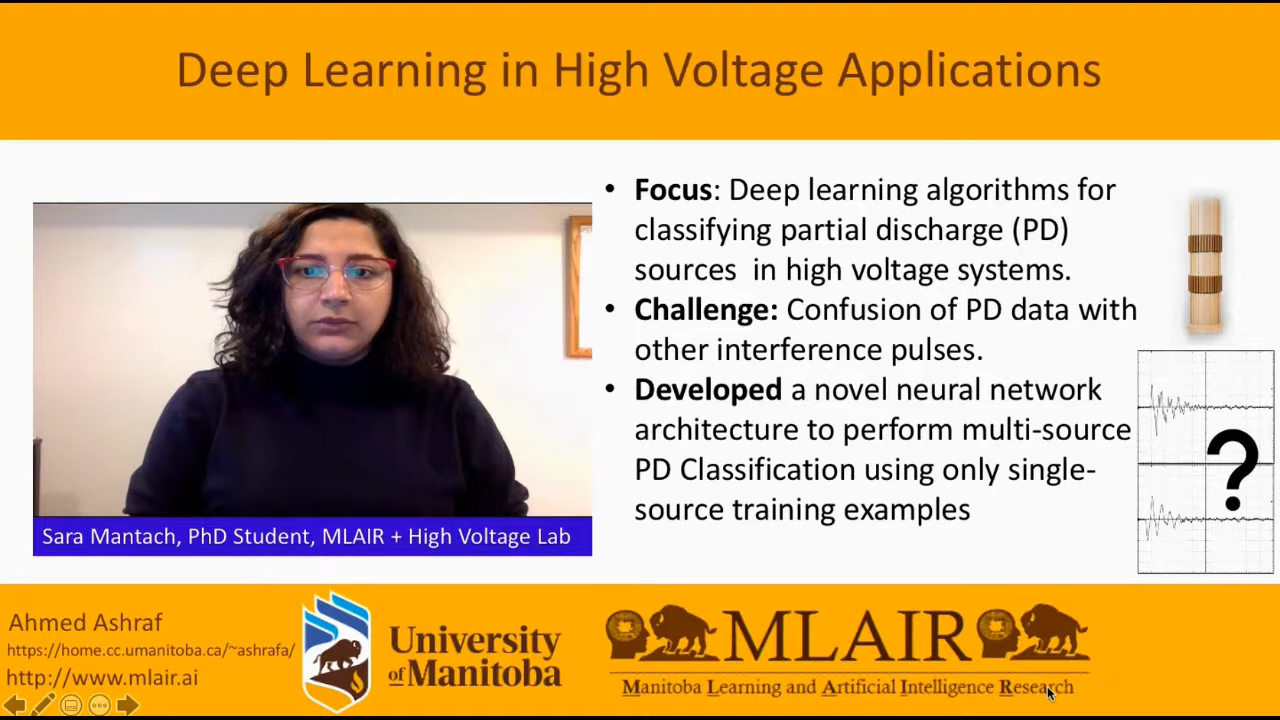 Deep Learning in High Voltage Applications
• Focus: Deep learning algorithms for
classifying partial discharge (PD)
sources in high voltage systems.
• Challenge: Confusion of PD data with
other interference pulses.
• Developed a novel neural network
architecture to perform multi-source
PD Classification using only single-
source training examples
?
Sara Mantach, PhD Student, MLAIR + High Voltage Lab
Ahmed Ashraf
https://home.cc.umanitoba.ca/~ashrafa/
http://www.mlair.ai
University
of Manitoba
MLAIR
Manitoba Learning and Artificial Intelligence Research